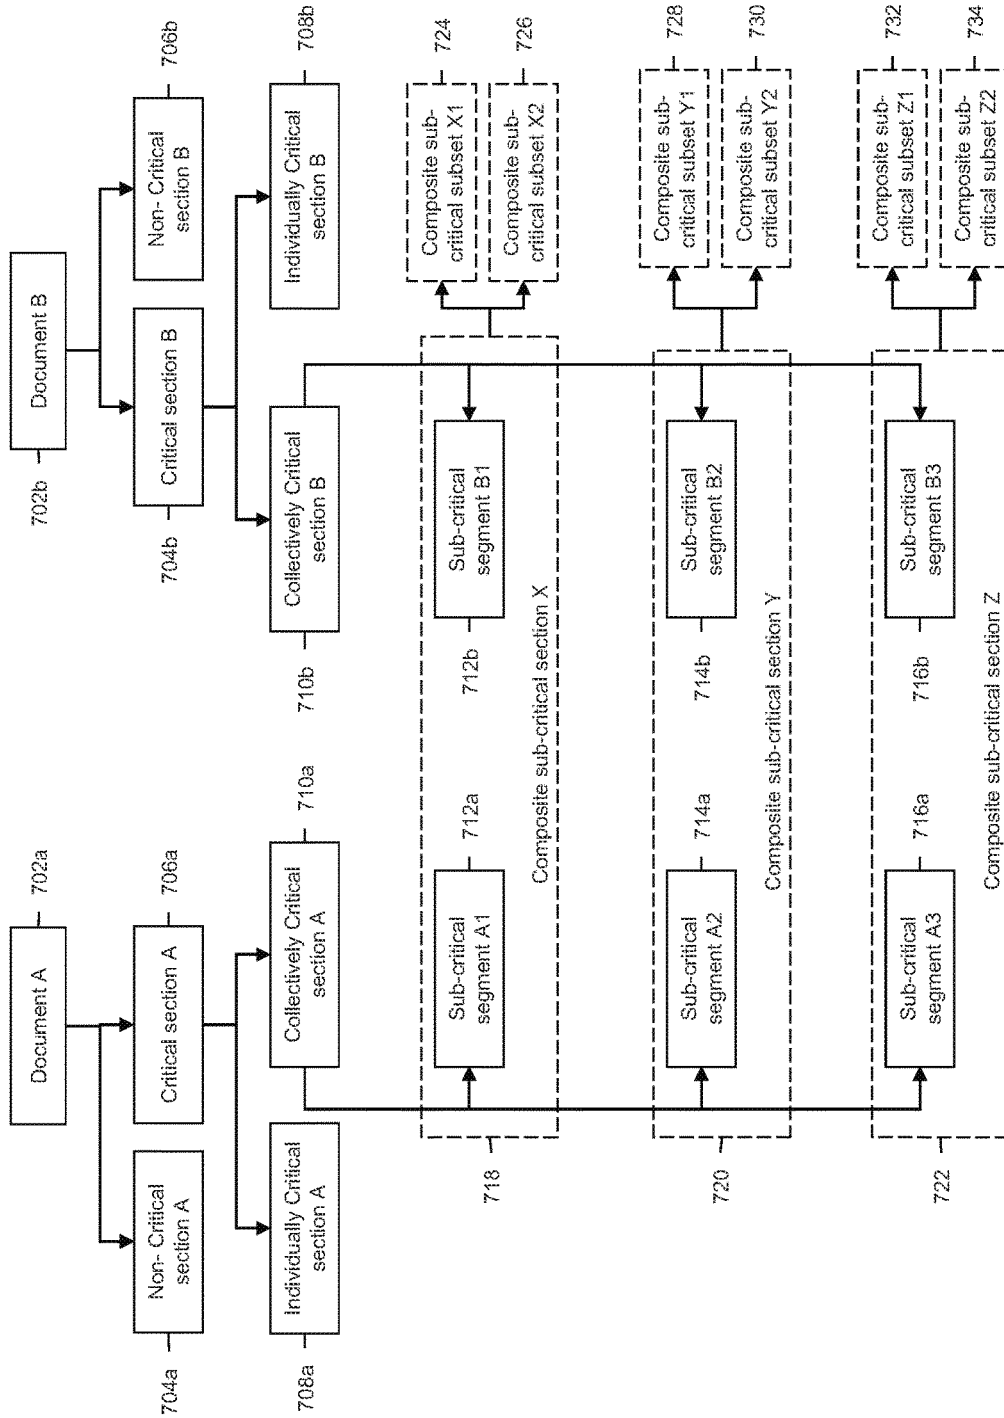 702a
Document A
702b
Document B
704a
Non- Critical
section A
Critical section A
706a
704b
Critical section B
Non- Critical
section B
706b
708a
Individually Critical
section A
Collectively Critical
section A
710a
710b
Collectively Critical
section B
Individually Critical
section B
708b
718
Sub-critical
segment A1
712a
712b
Sub-critical
segment B1
Composite sub-critical section X
Composite sub-
critical subset X1
724
Composite sub-
critical subset X2
726
720
Sub-critical
segment A2
714a
714b
Sub-critical
segment B2
Composite sub-critical section Y
Composite sub-
critical subset Y1
728
Composite sub-
critical subset Y2
730
722
Sub-critical
segment A3
716a
716b
Sub-critical
segment B3
Composite sub-critical section Z
Composite sub-
critical subset Z1
732
Composite sub-
critical subset Z2
734